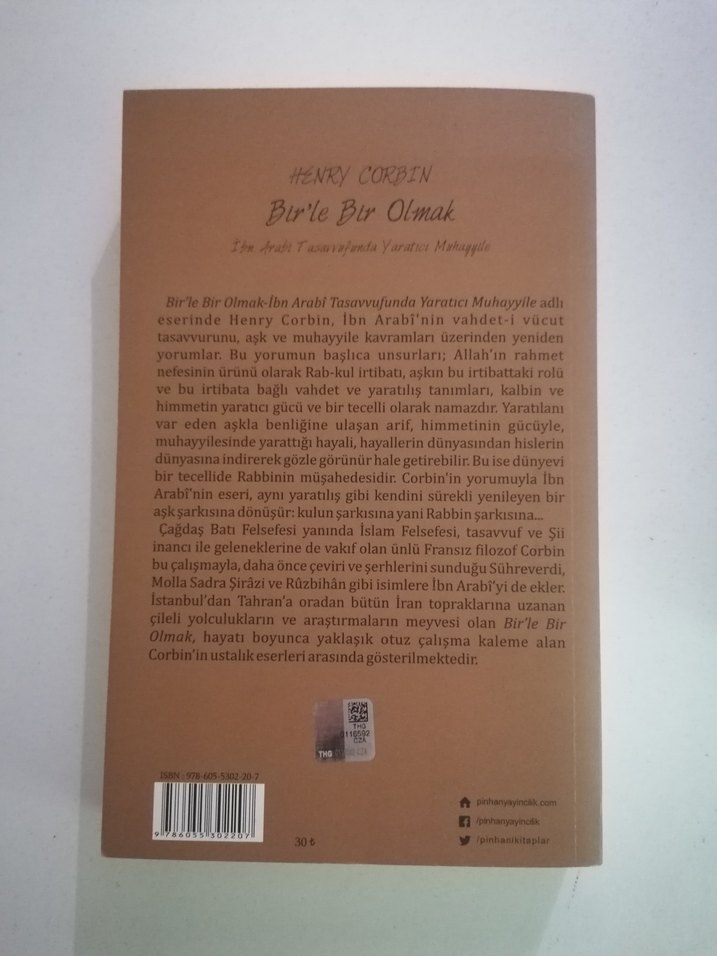 HENRY CORBIN
Bir'le Bir Olmak
İbn Arabî Tasavvufunda Yaratıcı Muhayyile
Bir'le Bir Olmak-İbn Arabî Tasavvufunda Yaratıcı Muhayyile adlı
eserinde Henry Corbin, İbn Arabî'nin vahdet-i vücut
tasavvurunu, aşk ve muhayyile kavramları üzerinden yeniden
yorumlar. Bu yorumun başlıca unsurları; Allah'ın rahmet
nefesinin ürünü olarak Rab-kul irtibatı, aşkın bu irtibattaki rolü
ve bu irtibata bağlı vahdet ve yaratılış tanımları, kalbin ve
himmetin yaratıcı gücü ve bir tecelli olarak namazdır. Yaratılanı
var eden aşkla benliğine ulaşan arif, himmetinin gücüyle,
muhayyilesinde yarattığı hayali, hayallerin dünyasından hislerin
dünyasına indirerek gözle görünür hale getirebilir. Bu ise dünyevi
bir tecellide Rabbinin müşahedesidir. Corbin'in yorumuyla İbn
Arabî'nin eseri, aynı yaratılış gibi kendini sürekli yenileyen bir
aşk şarkısına dönüşür: kulun şarkısına yani Rabbin şarkısına...
Çağdaş Batı Felsefesi yanında İslam Felsefesi, tasavvuf ve Şii
inancı ile geleneklerine de vakıf olan ünlü Fransız filozof Corbin
bu çalışmayla, daha önce çeviri ve şerhlerini sunduğu Sühreverdi,
Molla Sadra Şirâzi ve Rûzbihân gibi isimlere İbn Arabî'yi de ekler.
İstanbul'dan Tahran'a oradan bütün İran topraklarına uzanan
çileli yolculukların ve araştırmaların meyvesi olan Bir'le Bir
Olmak, hayatı boyunca yaklaşık otuz çalışma kaleme alan
Corbin'in ustalık eserleri arasında gösterilmektedir.
THG
0116592
CZA
THG
ISBN : 978-605-5302-20-7
9 786055 302207
30 ₺
pinhanyayincilik.com
/pinhanyayincilik
/pinhanikitaplar